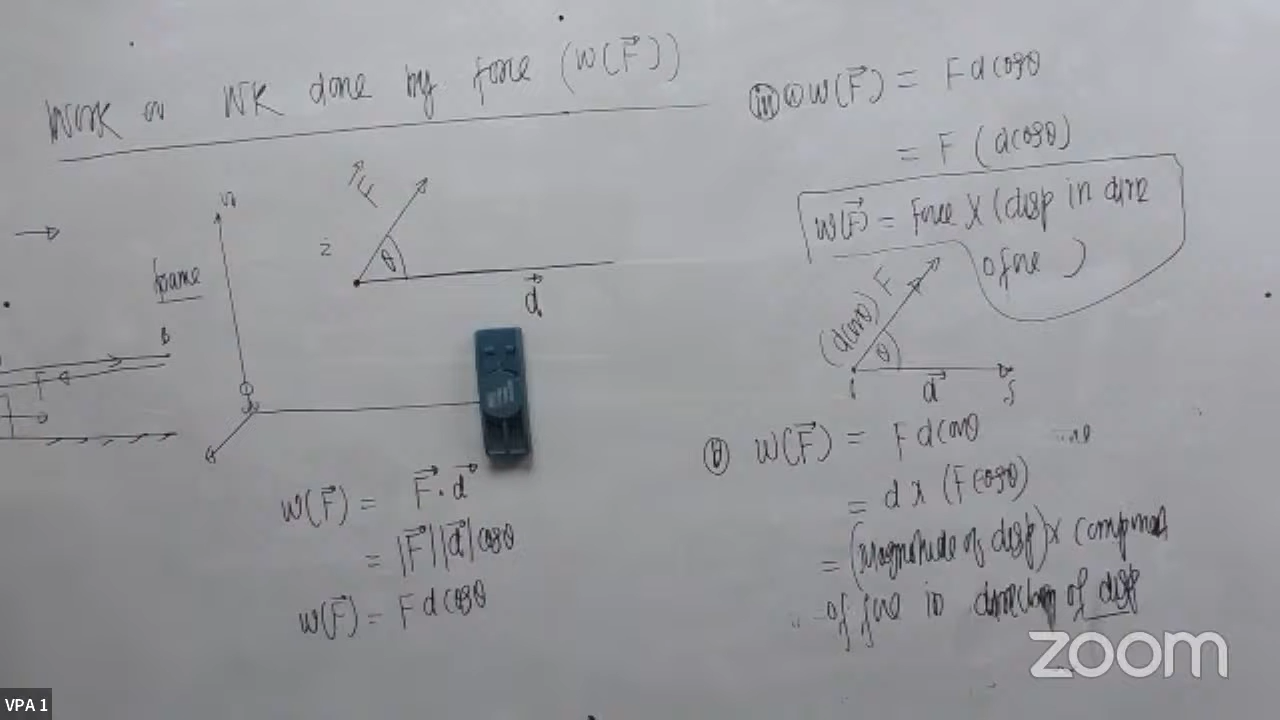 Work or WK done by force (W(F⃗))
F
θ
d⃗
frame
B
F
W(F⃗) = F⃗ . d⃗
= |F⃗| |d⃗| cosθ
W(F⃗) = F d cosθ
W(F⃗) = F d cosθ
= F (d cosθ)
W(F⃗) = Force X (disp in dirn
of force )
(d cosθ) F
θ
d⃗
W(F⃗) = F d cosθ
= d x (F cosθ)
= (Magnitude of disp) x component
of force in direction of disp
zoom
VPA 1